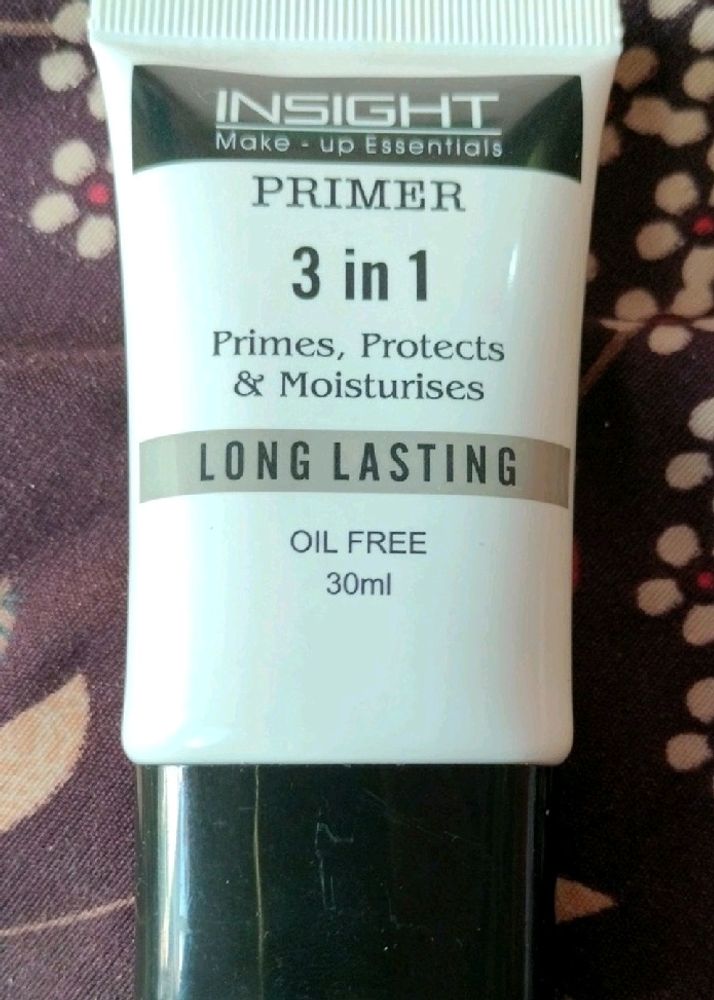 INSIGHT
Make - up Essentials
PRIMER
3 in 1
Primes, Protects
& Moisturises
LONG LASTING
OIL FREE
30ml